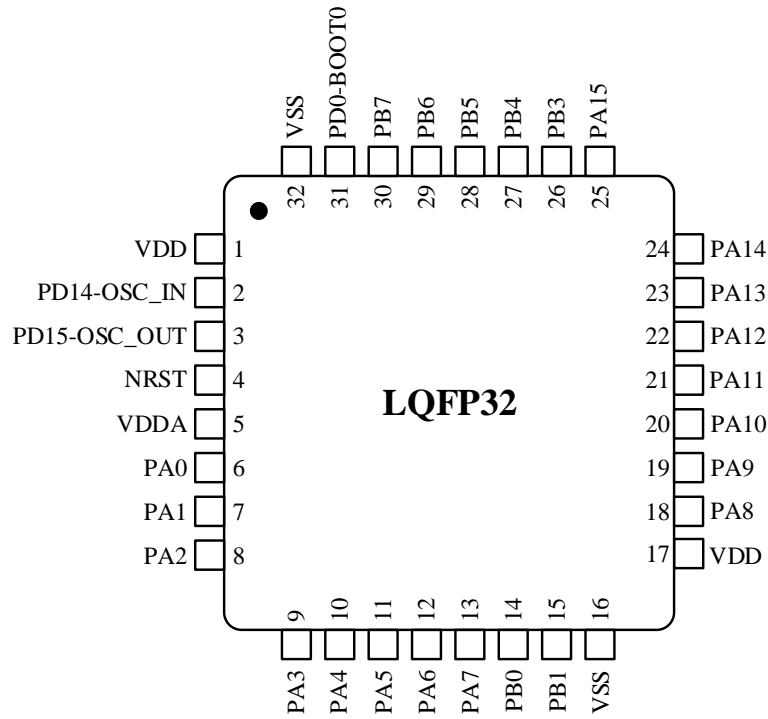 VSS
PD0-BOOT0
PB7
PB6
PB5
PB4
PB3
PA15
32
31
30
29
28
27
26
25
VDD 1
PD14-OSC_IN 2
PD15-OSC_OUT 3
NRST 4
VDDA 5
PA0 6
PA1 7
PA2 8
LQFP32
24 PA14
23 PA13
22 PA12
21 PA11
20 PA10
19 PA9
18 PA8
17 VDD
9
10
11
12
13
14
15
16
PA3
PA4
PA5
PA6
PA7
PB0
PB1
VSS